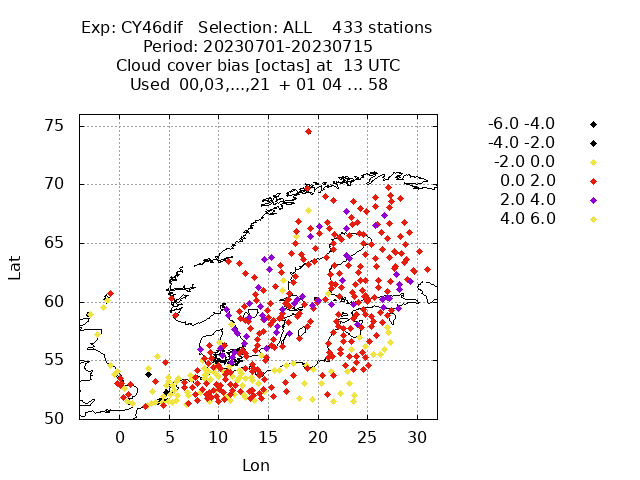 Exp: CY46dif   Selection: ALL    433 stations
Period: 20230701-20230715
Cloud cover bias [octas] at  13 UTC
Used  00,03,...,21  + 01 04 ... 58
-6.0 -4.0
-4.0 -2.0
-2.0 0.0
0.0 2.0
2.0 4.0
4.0 6.0
75
70
65
60
55
50
Lat
0 5 10 15 20 25 30
Lon